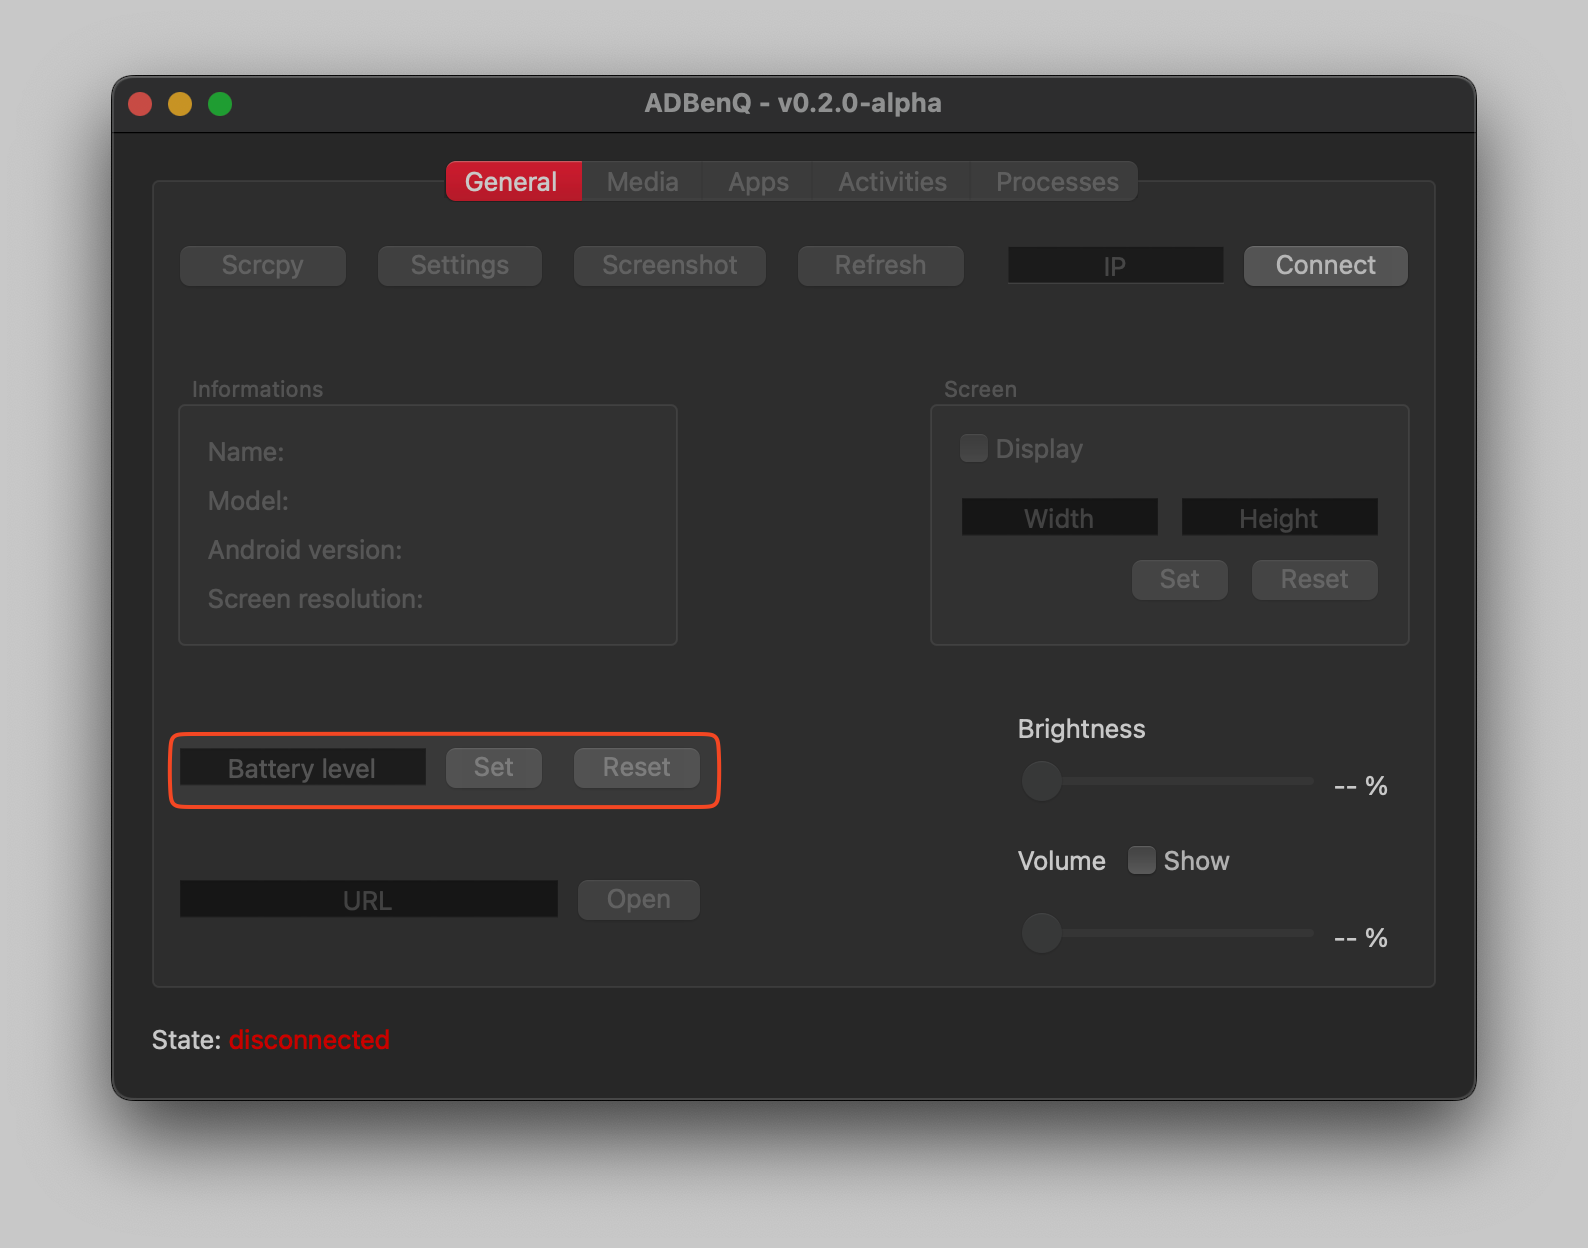 ADBenQ - v0.2.0-alpha
General Media Apps Activities Processes
Scrcpy Settings Screenshot Refresh IP Connect
Informations
Name:
Model:
Android version:
Screen resolution:
Screen
Display
Width Height
Set Reset
Battery level Set Reset
URL Open
Brightness
-- %
Volume Show
-- %
State: disconnected